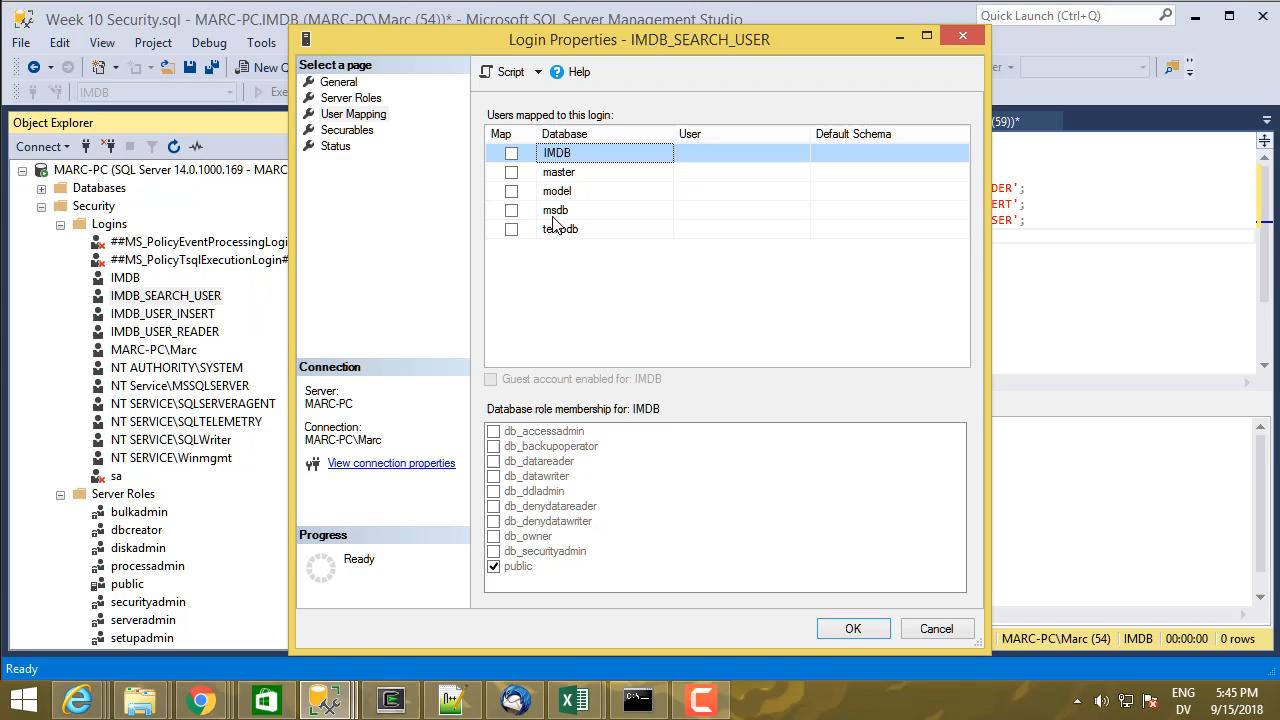 Week 10 Security.sql - MARC-PC.IMDB (MARC-PC\Marc (54))* - Microsoft SQL Server Management Studio
Quick Launch (Ctrl+Q)
File Edit View Project Debug Tools
New Q
IMDB
Exe
Object Explorer
Connect
MARC-PC (SQL Server 14.0.1000.169 - MARC
Databases
Security
Logins
##MS_PolicyEventProcessingLogi
##MS_PolicyTsqlExecutionLogin#
IMDB
IMDB_SEARCH_USER
IMDB_USER_INSERT
IMDB_USER_READER
MARC-PC\Marc
NT AUTHORITY\SYSTEM
NT Service\MSSQLSERVER
NT SERVICE\SQLSERVERAGENT
NT SERVICE\SQLTELEMETRY
NT SERVICE\SQLWriter
NT SERVICE\Winmgmt
sa
Server Roles
bulkadmin
dbcreator
diskadmin
processadmin
public
securityadmin
serveradmin
setupadmin
Login Properties - IMDB_SEARCH_USER
Select a page
General
Server Roles
User Mapping
Securables
Status
Connection
Server:
MARC-PC
Connection:
MARC-PC\Marc
View connection properties
Progress
Ready
Script Help
Users mapped to this login:
Map Database User Default Schema
IMDB
master
model
msdb
tempdb
Guest account enabled for: IMDB
Database role membership for: IMDB
db_accessadmin
db_backupoperator
db_datareader
db_datawriter
db_ddladmin
db_denydatareader
db_denydatawriter
db_owner
db_securityadmin
public
OK Cancel
(59))*
DER';
ERT';
SER';
MARC-PC\Marc (54) IMDB 00:00:00 0 rows
Ready
ENG 5:45 PM
DV 9/15/2018